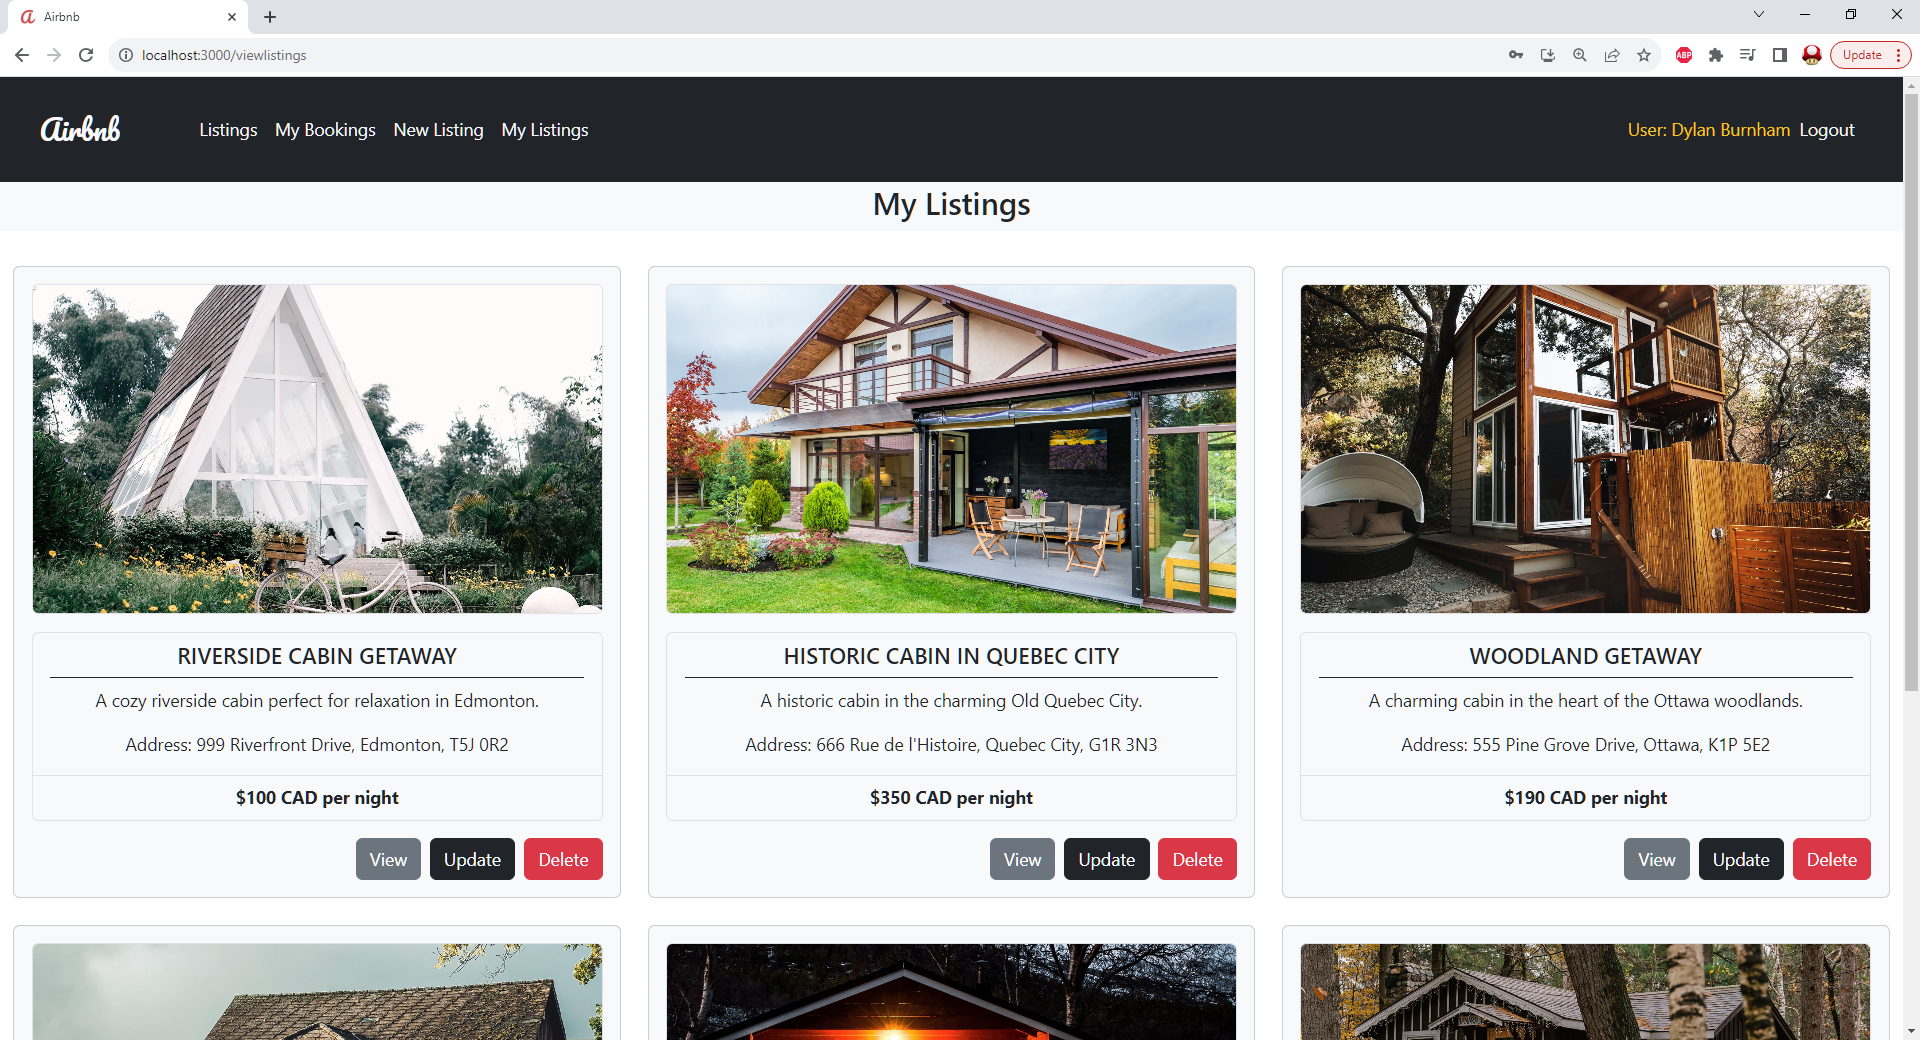 Airbnb
localhost:3000/viewlistings
ABP
Update
Airbnb
Listings My Bookings New Listing My Listings
User: Dylan Burnham Logout
My Listings
RIVERSIDE CABIN GETAWAY
A cozy riverside cabin perfect for relaxation in Edmonton.
Address: 999 Riverfront Drive, Edmonton, T5J 0R2
$100 CAD per night
View Update Delete
HISTORIC CABIN IN QUEBEC CITY
A historic cabin in the charming Old Quebec City.
Address: 666 Rue de l'Histoire, Quebec City, G1R 3N3
$350 CAD per night
View Update Delete
WOODLAND GETAWAY
A charming cabin in the heart of the Ottawa woodlands.
Address: 555 Pine Grove Drive, Ottawa, K1P 5E2
$190 CAD per night
View Update Delete